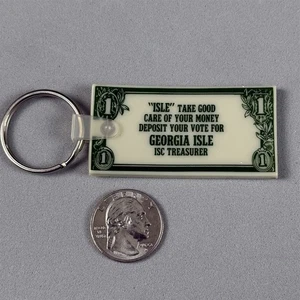 1 1
"ISLE" TAKE GOOD
CARE OF YOUR MONEY
DEPOSIT YOUR VOTE FOR
GEORGIA ISLE
ISC TREASURER
1 1